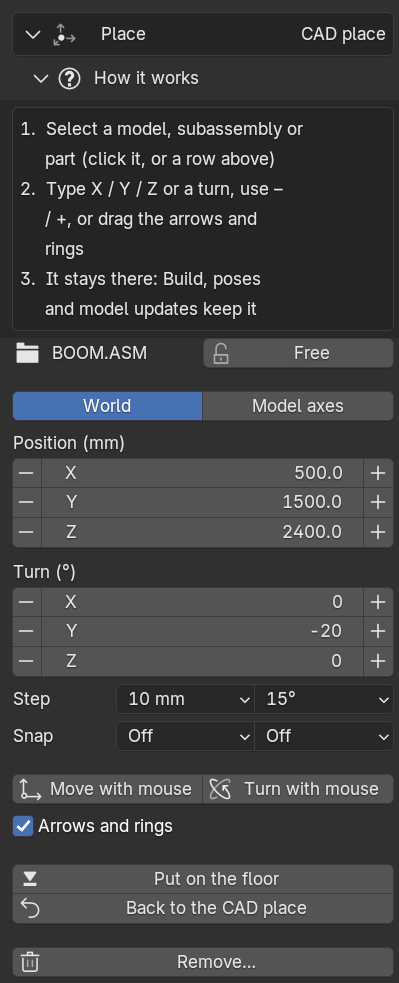 Place CAD place
How it works
1. Select a model, subassembly or
part (click it, or a row above)
2. Type X / Y / Z or a turn, use –
/ +, or drag the arrows and
rings
3. It stays there: Build, poses
and model updates keep it
BOOM.ASM Free
World Model axes
Position (mm)
— X 500.0 +
— Y 1500.0 +
— Z 2400.0 +
Turn (°)
— X 0 +
— Y -20 +
— Z 0 +
Step 10 mm 15°
Snap Off Off
Move with mouse Turn with mouse
Arrows and rings
Put on the floor
Back to the CAD place
Remove...